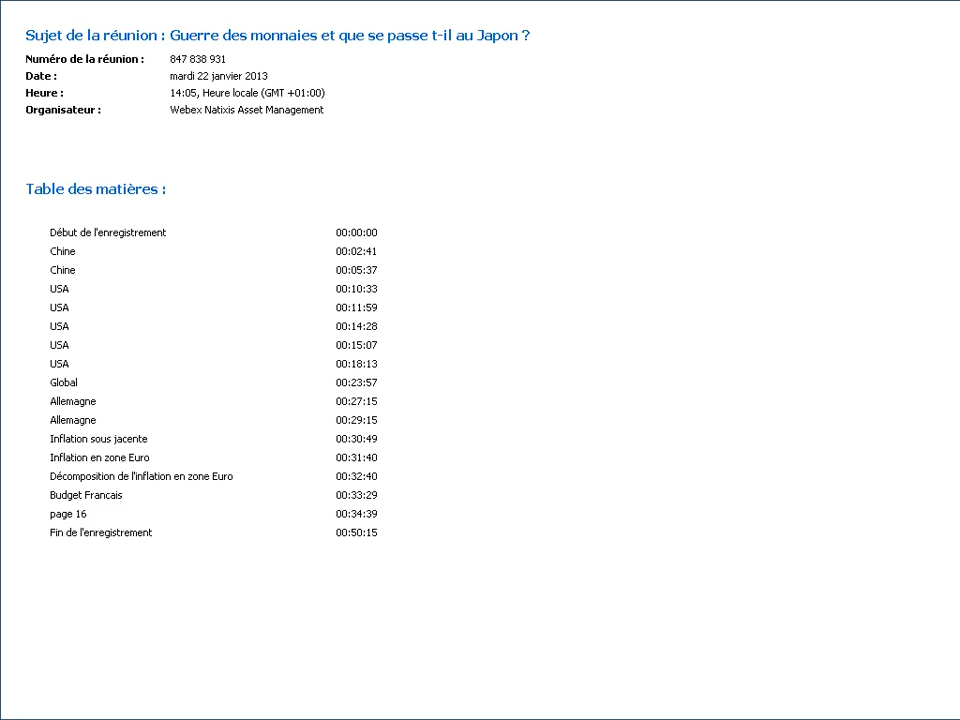 Sujet de la réunion : Guerre des monnaies et que se passe t-il au Japon ?
Numéro de la réunion : 847 838 931
Date : mardi 22 janvier 2013
Heure : 14:05, Heure locale (GMT +01:00)
Organisateur : Webex Natixis Asset Management
Table des matières :
Début de l'enregistrement 00:00:00
Chine 00:02:41
Chine 00:05:37
USA 00:10:33
USA 00:11:59
USA 00:14:28
USA 00:15:07
USA 00:18:13
Global 00:23:57
Allemagne 00:27:15
Allemagne 00:29:15
Inflation sous jacente 00:30:49
Inflation en zone Euro 00:31:40
Décomposition de l'inflation en zone Euro 00:32:40
Budget Francais 00:33:29
page 16 00:34:39
Fin de l'enregistrement 00:50:15